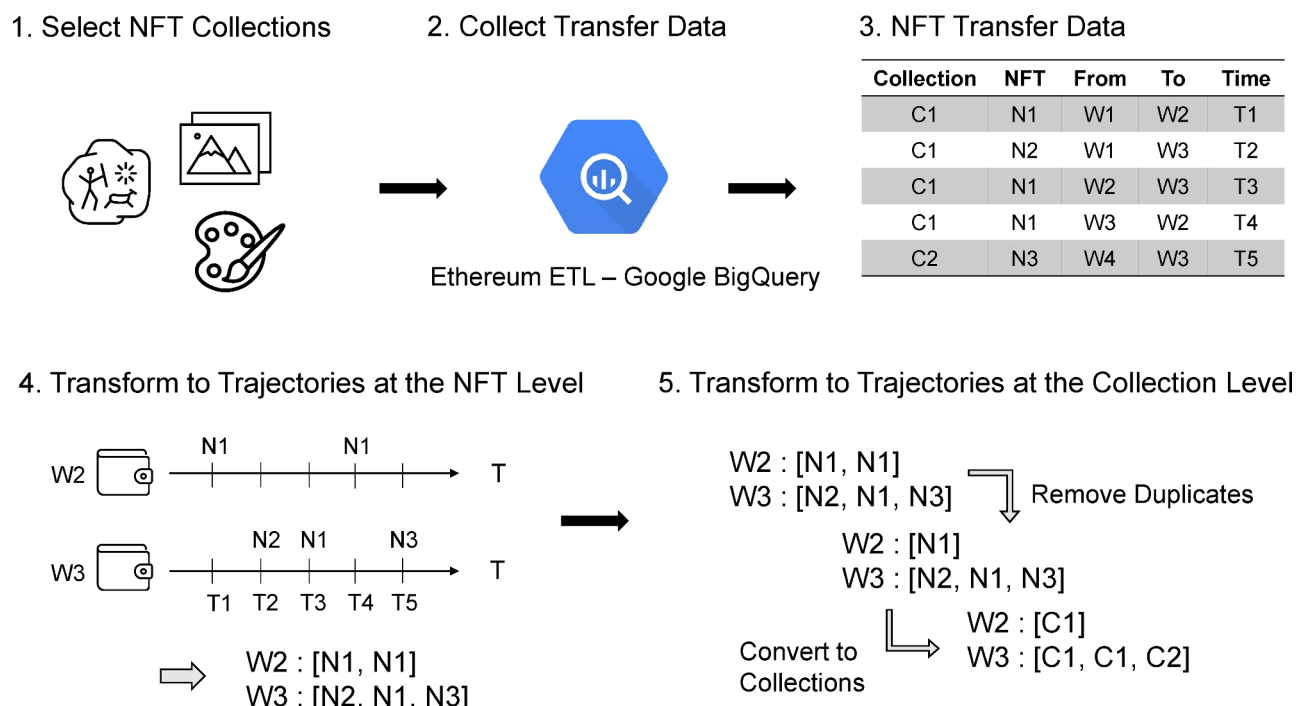 1. Select NFT Collections
2. Collect Transfer Data
3. NFT Transfer Data
Collection NFT From To Time
C1 N1 W1 W2 T1
C1 N2 W1 W3 T2
C1 N1 W2 W3 T3
C1 N1 W3 W2 T4
C2 N3 W4 W3 T5
Ethereum ETL – Google BigQuery
4. Transform to Trajectories at the NFT Level
N1 N1
W2 T
N2 N1 N3
W3 T
T1 T2 T3 T4 T5
W2 : [N1, N1]
W3 : [N2, N1, N3]
5. Transform to Trajectories at the Collection Level
W2 : [N1, N1]
W3 : [N2, N1, N3]
Remove Duplicates
W2 : [N1]
W3 : [N2, N1, N3]
Convert to
Collections
W2 : [C1]
W3 : [C1, C1, C2]